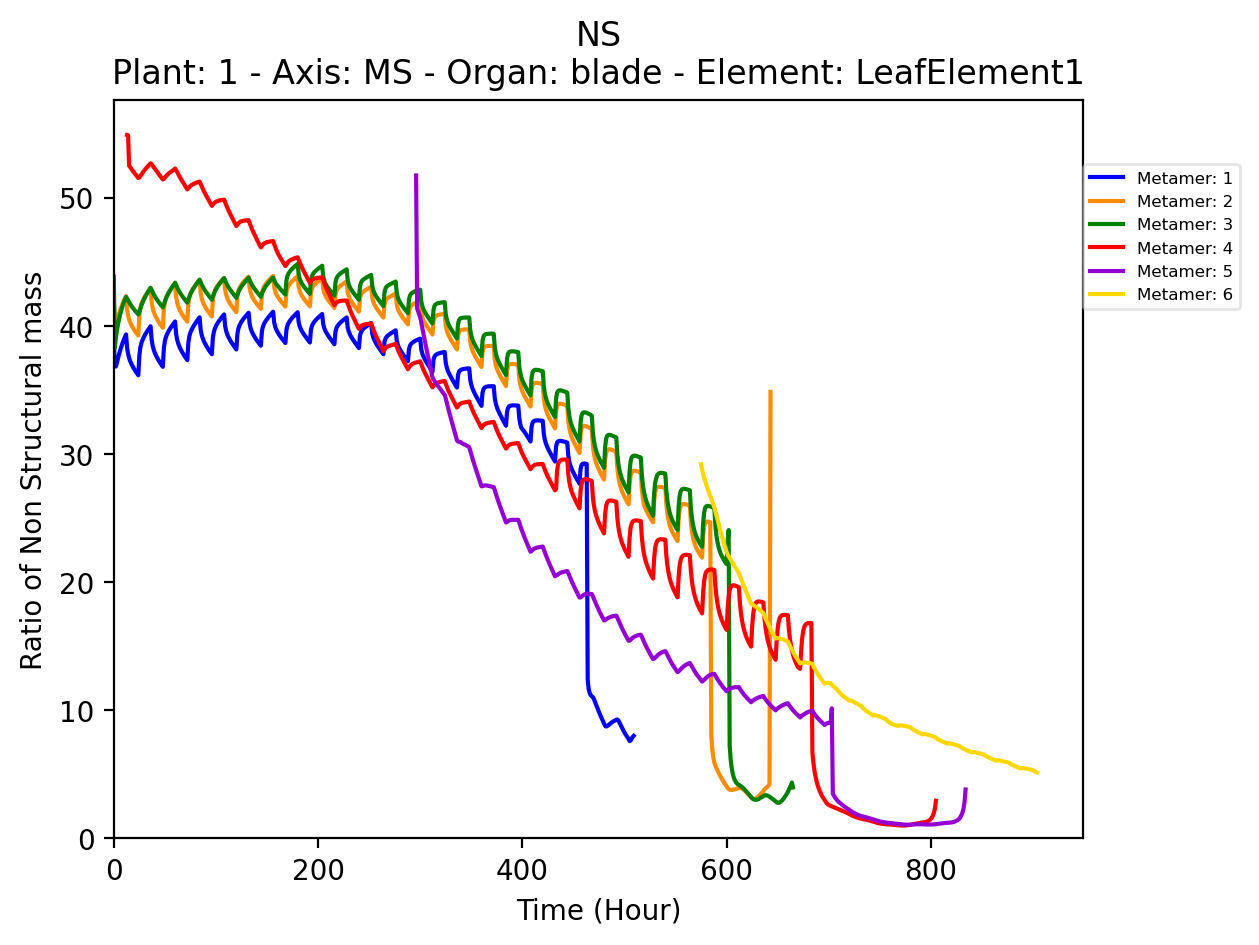 NS
Plant: 1 - Axis: MS - Organ: blade - Element: LeafElement1
Ratio of Non Structural mass
50
40
30
20
10
0
0 200 400 600 800
Time (Hour)
Metamer: 1
Metamer: 2
Metamer: 3
Metamer: 4
Metamer: 5
Metamer: 6